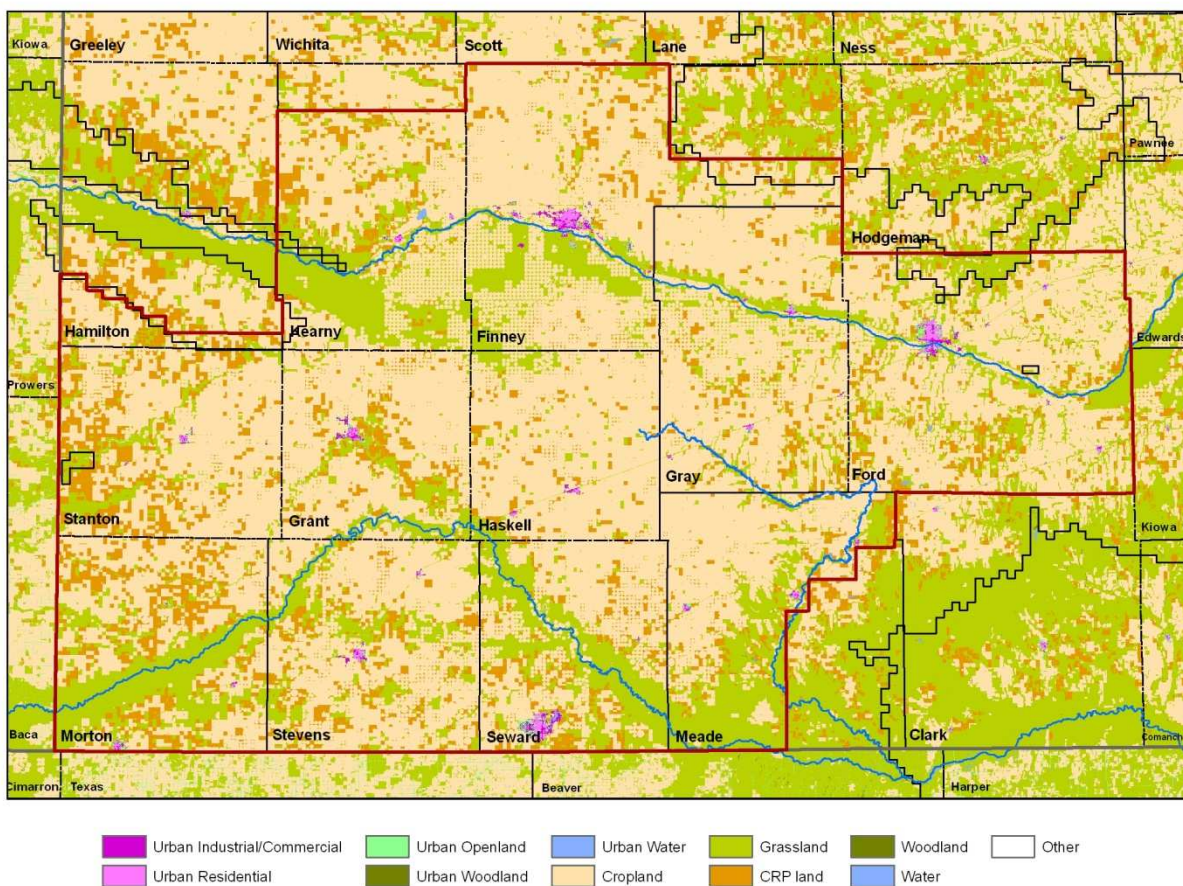 Kiowa
Greeley
Wichita
Scott
Lane
Ness
Pawnee
Hodgeman
Hamilton
Kearny
Finney
Edwards
Prowers
Gray
Ford
Stanton
Grant
Haskell
Kiowa
Baca
Morton
Stevens
Seward
Meade
Clark
Comanch
Cimarron
Texas
Beaver
Harper
Urban Industrial/Commercial
Urban Openland
Urban Water
Grassland
Woodland
Other
Urban Residential
Urban Woodland
Cropland
CRP land
Water